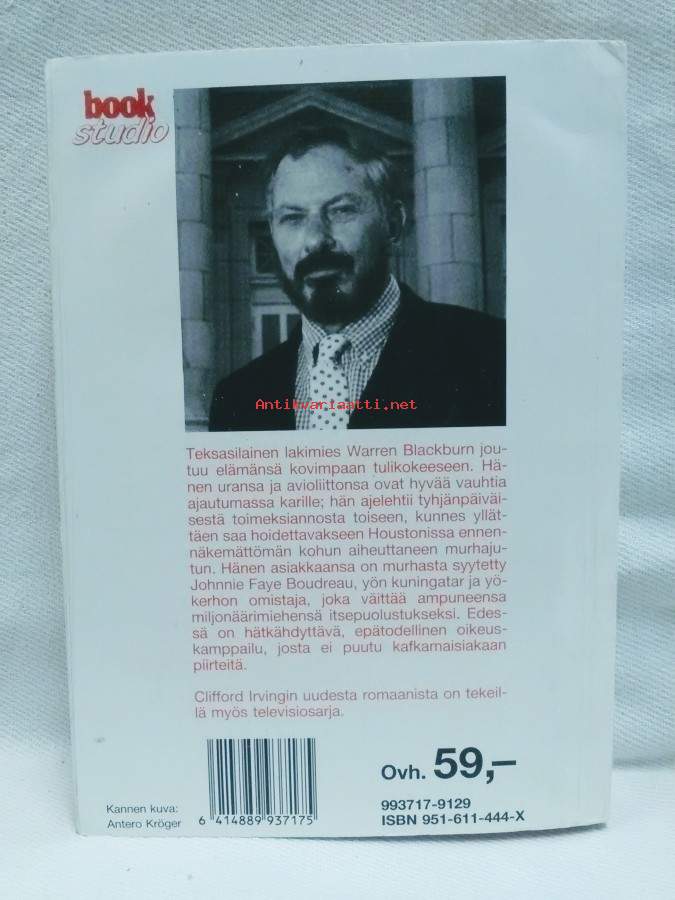 book
studio
Antikvariaatti.net
Teksasilainen lakimies Warren Blackburn jou-
tuu elämänsä kovimpaan tulikokeeseen. Hä-
nen uransa ja avioliittonsa ovat hyvää vauhtia
ajautumassa karille; hän ajelehtii tyhjänpäiväi-
sestä toimeksiannosta toiseen, kunnes yllät-
täen saa hoidettavakseen Houstonissa ennen-
näkemättömän kohun aiheuttaneen murhaju-
tun. Hänen asiakkaansa on murhasta syytetty
Johnnie Faye Boudreau, yön kuningatar ja yö-
kerhon omistaja, joka väittää ampuneensa
miljonäärimiehensä itsepuolustukseksi. Edes-
sä on hätkähdyttävä, epätodellinen oikeus-
kamppailu, josta ei puutu kafkamaisiakaan
piirteitä.
Clifford Irvingin uudesta romaanista on tekeil-
lä myös televisiosarja.
Ovh. 59,–
Kannen kuva:
Antero Kröger
6 414889 937175
993717-9129
ISBN 951-611-444-X